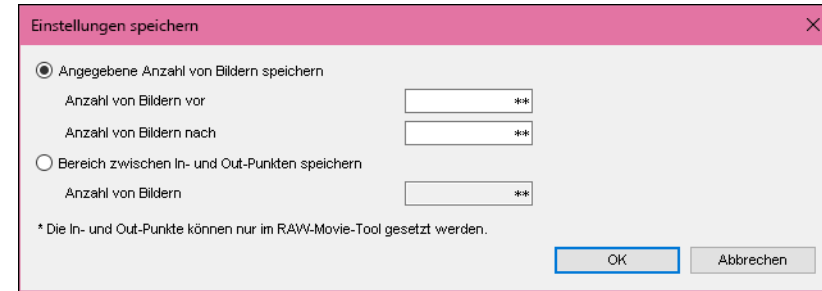 Einstellungen speichern
Angegebene Anzahl von Bildern speichern
Anzahl von Bildern vor **
Anzahl von Bildern nach **
Bereich zwischen In- und Out-Punkten speichern
Anzahl von Bildern **
* Die In- und Out-Punkte können nur im RAW-Movie-Tool gesetzt werden.
OK Abbrechen